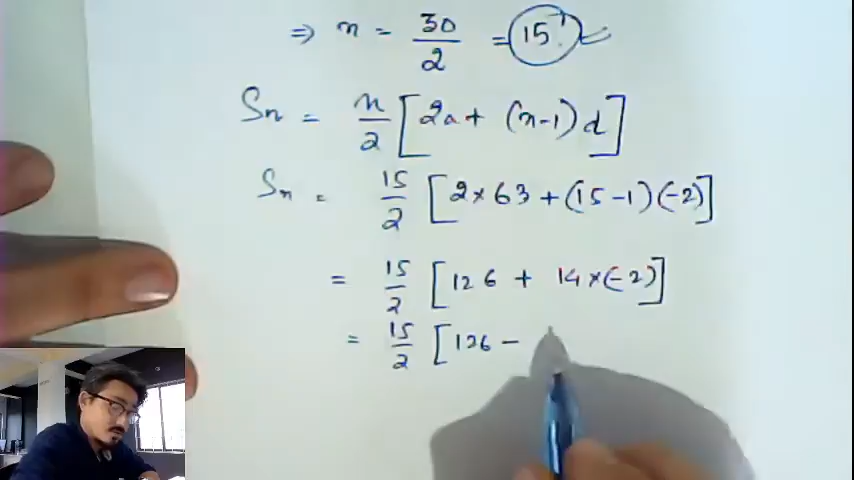 ⇒ n = 30/2 = 15
Sn = n/2 [2a + (n-1) d]
Sn = 15/2 [2×63 + (15-1)(-2)]
= 15/2 [126 + 14×(-2)]
= 15/2 [126 -